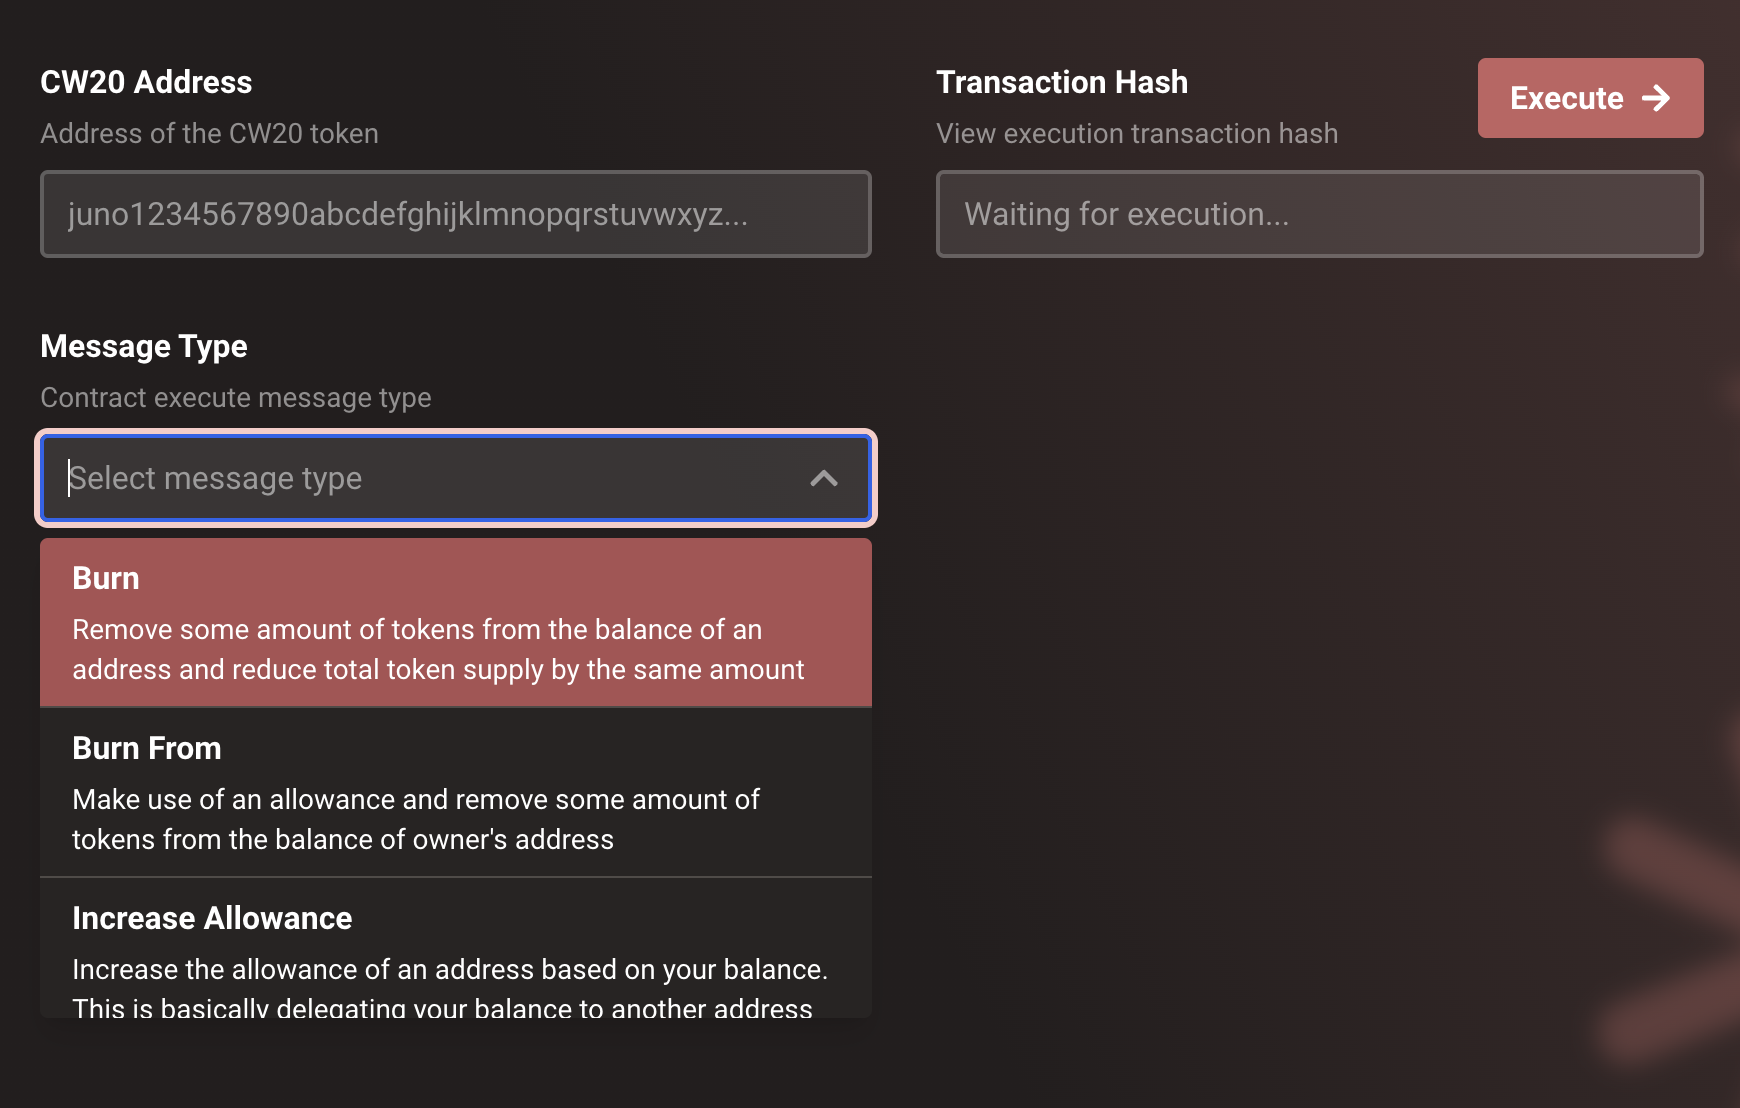 CW20 Address
Address of the CW20 token
juno1234567890abcdefghijklmnopqrstuvwxyz...
Transaction Hash
View execution transaction hash
Execute
Waiting for execution...
Message Type
Contract execute message type
Select message type
Burn
Remove some amount of tokens from the balance of an
address and reduce total token supply by the same amount
Burn From
Make use of an allowance and remove some amount of
tokens from the balance of owner's address
Increase Allowance
Increase the allowance of an address based on your balance.
This is basically delegating your balance to another address